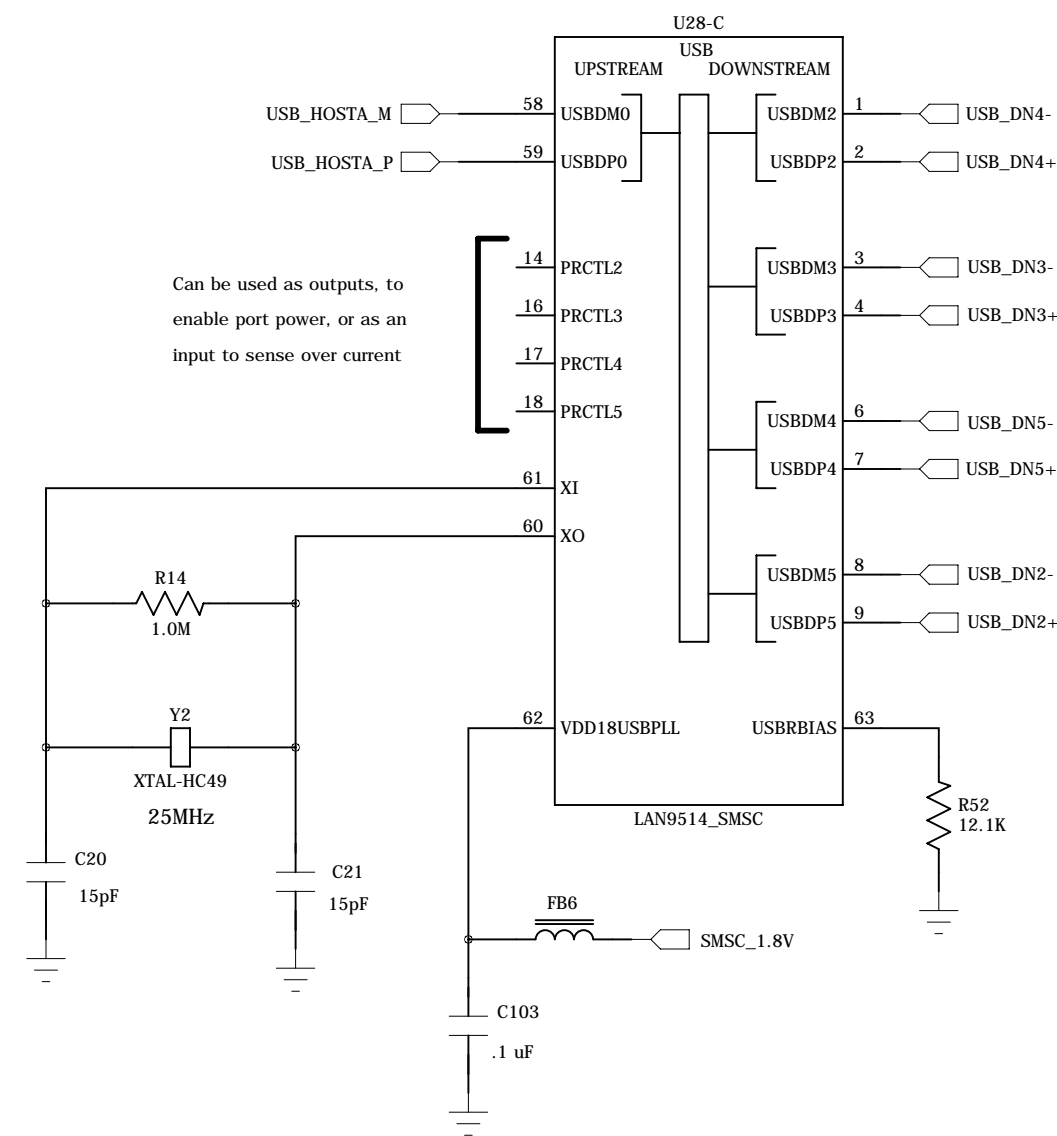 U28-C
USB
UPSTREAM DOWNSTREAM
USB_HOSTA_M 58 USBDM0 USBDM2 1 USB_DN4-
USB_HOSTA_P 59 USBDP0 USBDP2 2 USB_DN4+
14 PRCTL2 USBDM3 3 USB_DN3-
Can be used as outputs, to
enable port power, or as an
input to sense over current
16 PRCTL3 USBDP3 4 USB_DN3+
17 PRCTL4
18 PRCTL5 USBDM4 6 USB_DN5-
USBDP4 7 USB_DN5+
61 XI
60 XO
USBDM5 8 USB_DN2-
USBDP5 9 USB_DN2+
R14
1.0M
Y2
XTAL-HC49
25MHz
62 VDD18USBPLL USBRBIAS 63
R52
12.1K
LAN9514_SMSC
C20
15pF
C21
15pF
FB6
SMSC_1.8V
C103
.1 uF